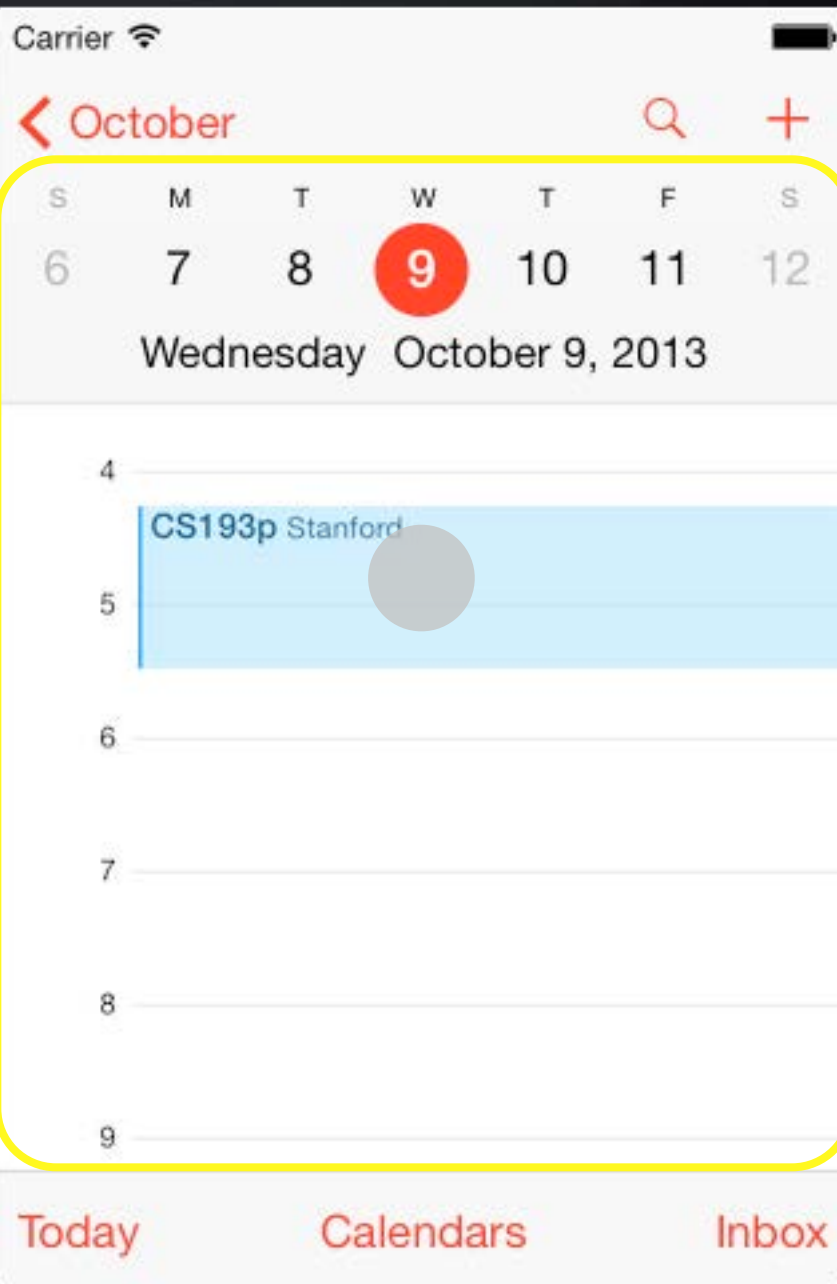 Carrier
October
S M T W T F S
6 7 8 9 10 11 12
Wednesday October 9, 2013
4
CS193p Stanford
5
6
7
8
9
Today Calendars Inbox